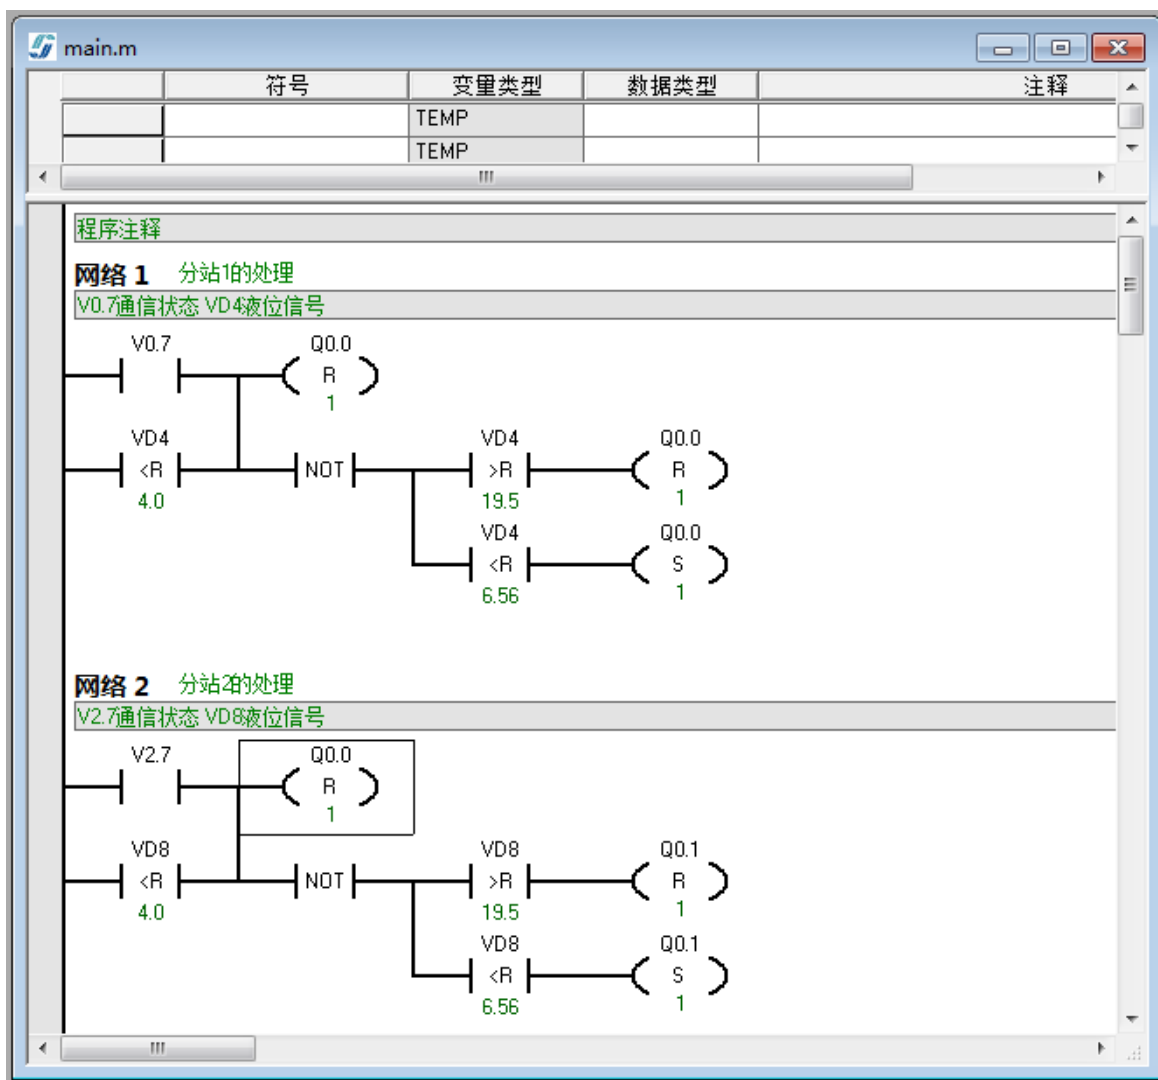 main.m
符号 变量类型 数据类型 注释
TEMP
TEMP
程序注释
网络 1 分站1的处理
V0.7通信状态 VD4液位信号
V0.7 Q0.0
R
1
VD4 VD4 Q0.0
<R NOT >R R
4.0 19.5 1
VD4 Q0.0
<R S
6.56 1
网络 2 分站2的处理
V2.7通信状态 VD8液位信号
V2.7 Q0.0
R
1
VD8 VD8 Q0.1
<R NOT >R R
4.0 19.5 1
VD8 Q0.1
<R S
6.56 1